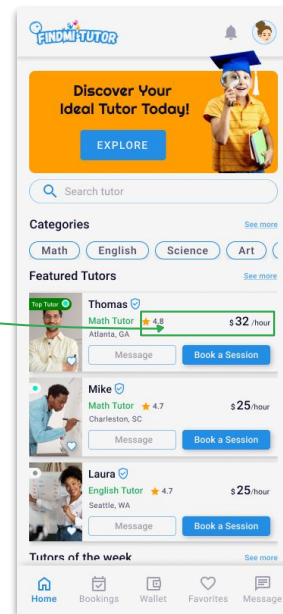 FINDMITUTOR
Discover Your
Ideal Tutor Today!
EXPLORE
Search tutor
Categories
See more
Math
English
Science
Art
Featured Tutors
See more
Top Tutor
Thomas
Math Tutor
4.8
$32 /hour
Atlanta, GA
Message
Book a Session
Mike
Math Tutor
4.7
$25/hour
Charleston, SC
Message
Book a Session
Laura
English Tutor
4.7
$25/hour
Seattle, WA
Message
Book a Session
Tutors of the week
See more
Home
Bookings
Wallet
Favorites
Message